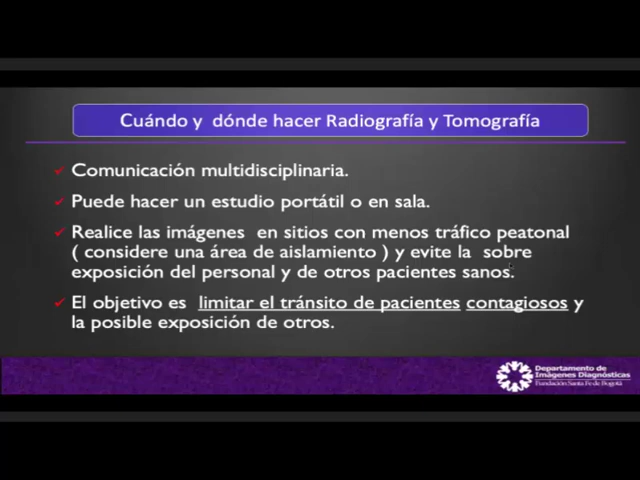 Cuándo y dónde hacer Radiografía y Tomografía
Comunicación multidisciplinaria.
Puede hacer un estudio portátil o en sala.
Realice las imágenes en sitios con menos tráfico peatonal
( considere una área de aislamiento ) y evite la sobre
exposición del personal y de otros pacientes sanos.
El objetivo es limitar el tránsito de pacientes contagiosos y
la posible exposición de otros.
Departamento de
Imágenes Diagnósticas
Fundación Santa Fe de Bogotá